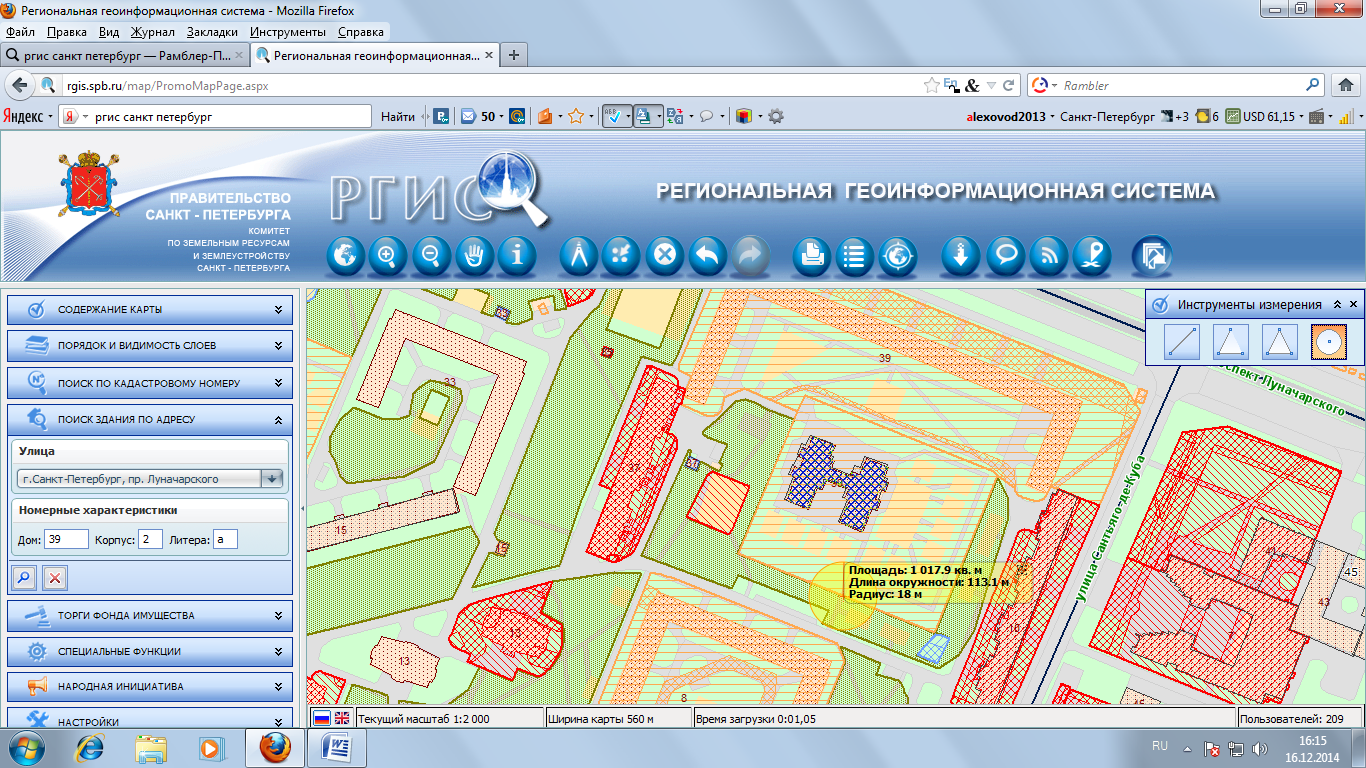 Региональная геоинформационная система - Mozilla Firefox
Файл Правка Вид Журнал Закладки Инструменты Справка
ргис санкт петербург — Рамблер-П...
Региональная геоинформационная...
rgis.spb.ru/map/PromoMapPage.aspx
Rambler
Яндекс
ргис санкт петербург
Найти
50
alexovod2013
Санкт-Петербург
+3
6
USD 61,15
ПРАВИТЕЛЬСТВО
САНКТ - ПЕТЕРБУРГА
КОМИТЕТ
ПО ЗЕМЕЛЬНЫМ РЕСУРСАМ
И ЗЕМЛЕУСТРОЙСТВУ
САНКТ - ПЕТЕРБУРГА
РГИС
РЕГИОНАЛЬНАЯ ГЕОИНФОРМАЦИОННАЯ СИСТЕМА
СОДЕРЖАНИЕ КАРТЫ
ПОРЯДОК И ВИДИМОСТЬ СЛОЕВ
ПОИСК ПО КАДАСТРОВОМУ НОМЕРУ
ПОИСК ЗДАНИЯ ПО АДРЕСУ
Улица
г.Санкт-Петербург, пр. Луначарского
Номерные характеристики
Дом: 39 Корпус: 2 Литера: а
ТОРГИ ФОНДА ИМУЩЕСТВА
СПЕЦИАЛЬНЫЕ ФУНКЦИИ
НАРОДНАЯ ИНИЦИАТИВА
НАСТРОЙКИ
Инструменты измерения
39
33
37
15
13
13
10
8
43
45
проспект Луначарского
улица Сантьяго-де-Куба
Площадь: 1 017.9 кв. м
Длина окружности: 113.1 м
Радиус: 18 м
Текущий масштаб 1:2 000
Ширина карты 560 м
Время загрузки 0:01,05
Пользователей: 209
RU
16:15
16.12.2014